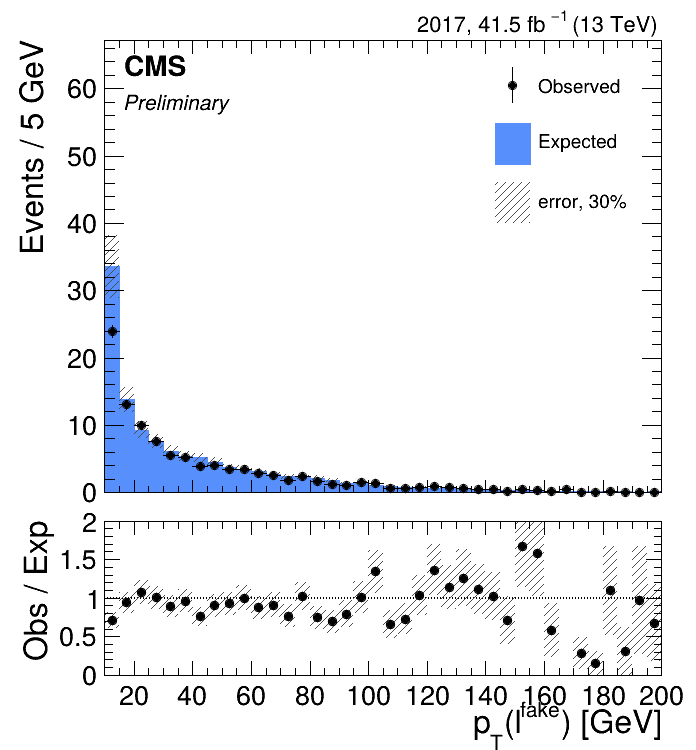 2017, 41.5 fb⁻¹ (13 TeV)
CMS
Preliminary
Observed
Expected
error, 30%
Events / 5 GeV
60
50
40
30
20
10
0
Obs / Exp
2
1.5
1
0.5
0
20 40 60 80 100 120 140 160 180 200
p_T(l^fake) [GeV]